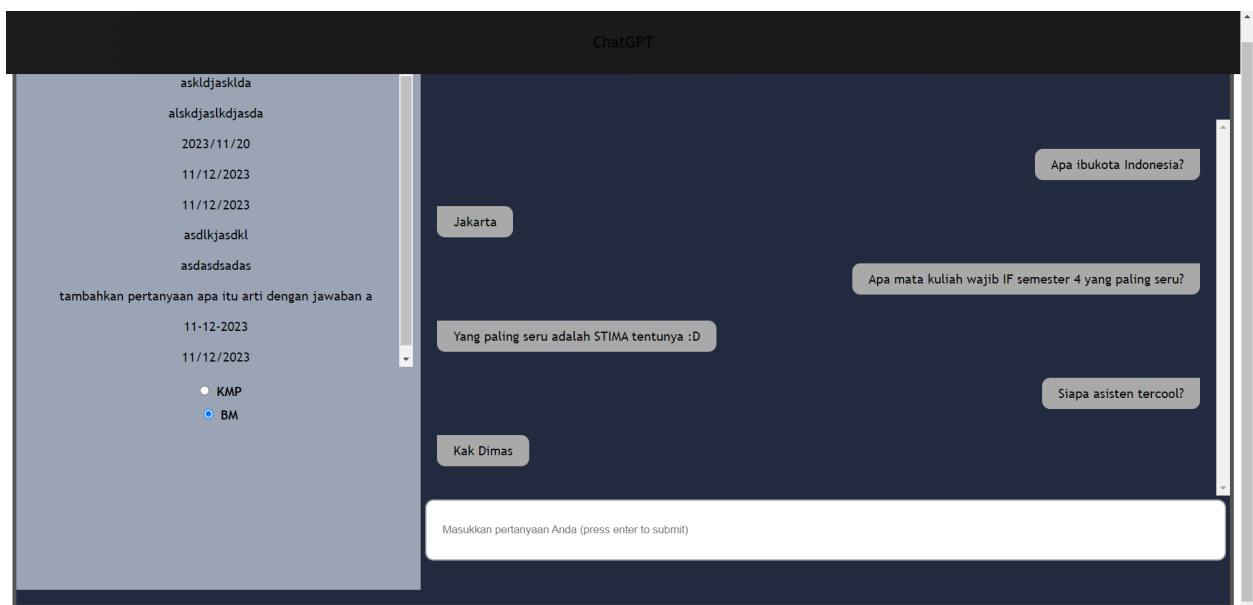 ChatGPT
askldjasklda
alskdjaslkdjasda
2023/11/20
11/12/2023
11/12/2023
asdlkjasdkl
asdasdsadas
tambahkan pertanyaan apa itu arti dengan jawaban a
11-12-2023
11/12/2023
KMP
BM
Apa ibukota Indonesia?
Jakarta
Apa mata kuliah wajib IF semester 4 yang paling seru?
Yang paling seru adalah STIMA tentunya :D
Siapa asisten tercool?
Kak Dimas
Masukkan pertanyaan Anda (press enter to submit)